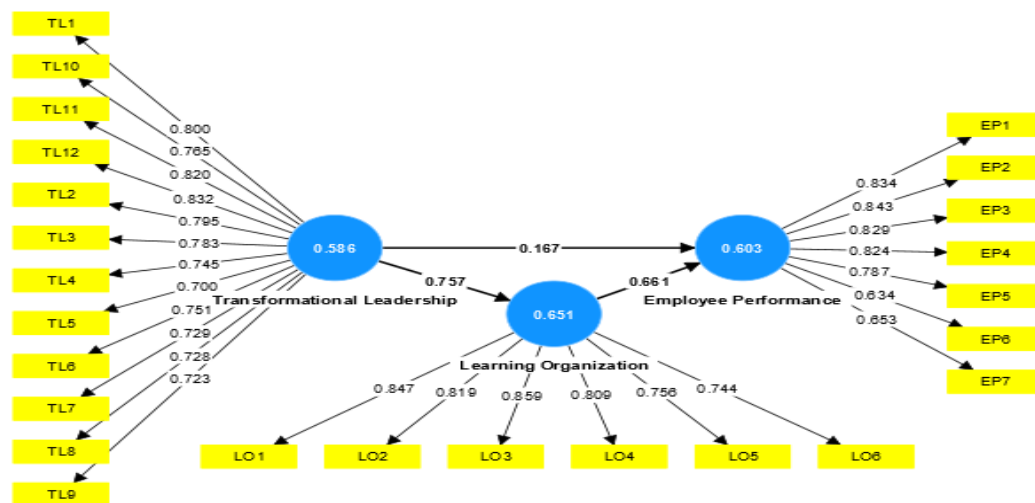 TL1
TL10
TL11
TL12
TL2
TL3
TL4
TL5
TL6
TL7
TL8
TL9
0.800
0.765
0.820
0.832
0.795
0.783
0.745
0.700
0.751
0.729
0.728
0.723
0.586
Transformational Leadership
0.167
0.757
0.661
0.651
Learning Organization
0.603
Employee Performance
0.847
0.819
0.859
0.809
0.756
0.744
LO1
LO2
LO3
LO4
LO5
LO6
0.834
0.843
0.829
0.824
0.787
0.634
0.653
EP1
EP2
EP3
EP4
EP5
EP6
EP7